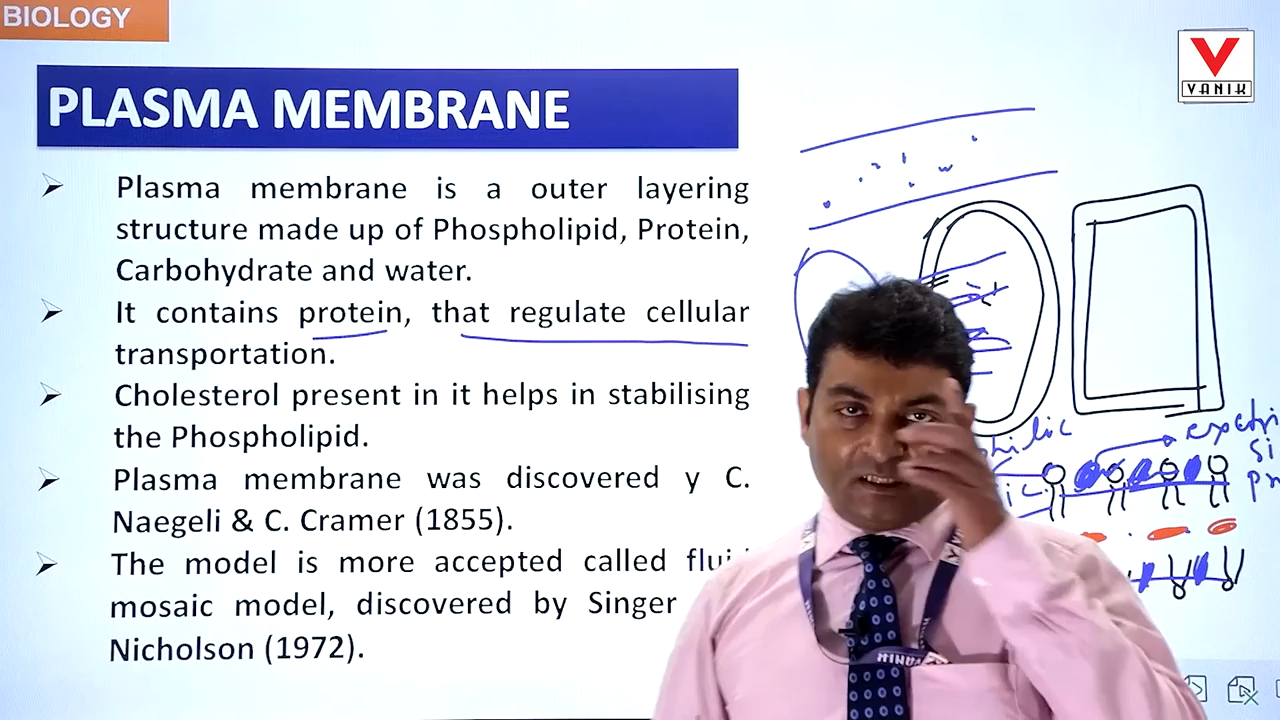 BIOLOGY
VANIK
PLASMA MEMBRANE
➢ Plasma membrane is a outer layering
structure made up of Phospholipid, Protein,
Carbohydrate and water.
➢ It contains protein, that regulate cellular
transportation.
➢ Cholesterol present in it helps in stabilising
the Phospholipid.
➢ Plasma membrane was discovered y C.
Naegeli & C. Cramer (1855).
➢ The model is more accepted called
mosaic model, discovered by Singer
Nicholson (1972).
VANIK